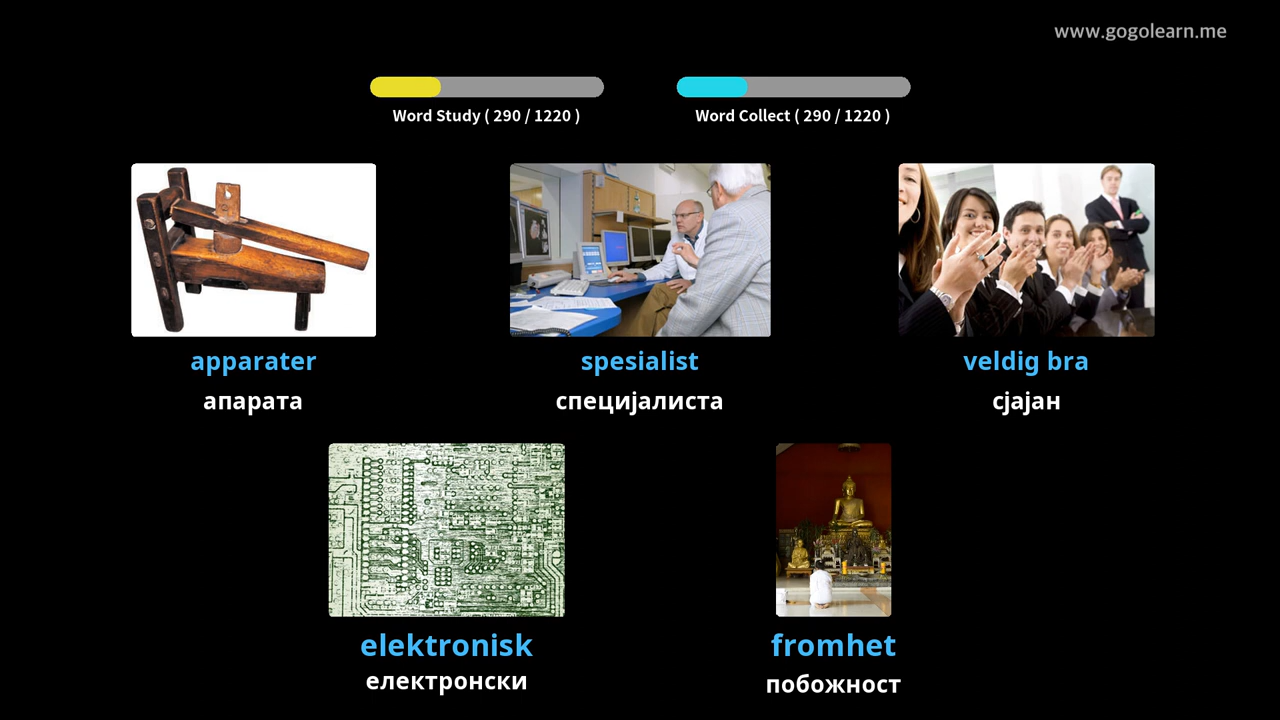 www.gogolearn.me
Word Study ( 290 / 1220 )
Word Collect ( 290 / 1220 )
apparater
апарата
spesialist
специјалиста
veldig bra
сјајан
elektronisk
електронски
fromhet
побожност